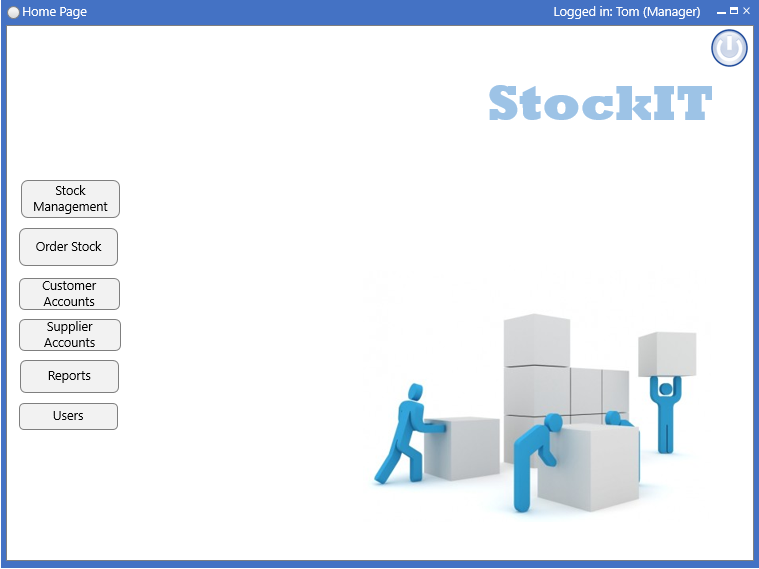 Home Page
Logged in: Tom (Manager)
StockIT
Stock
Management
Order Stock
Customer
Accounts
Supplier
Accounts
Reports
Users